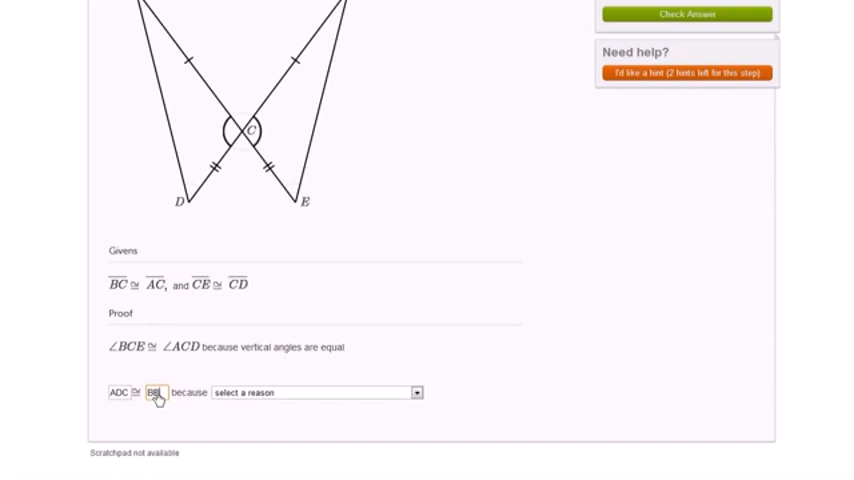 Check Answer
Need help?
I'd like a hint (2 hints left for this step)
C
D
E
Givens
BC ≅ AC, and CE ≅ CD
Proof
∠BCE ≅ ∠ACD because vertical angles are equal
ADC ≅ BE because select a reason
Scratchpad not available